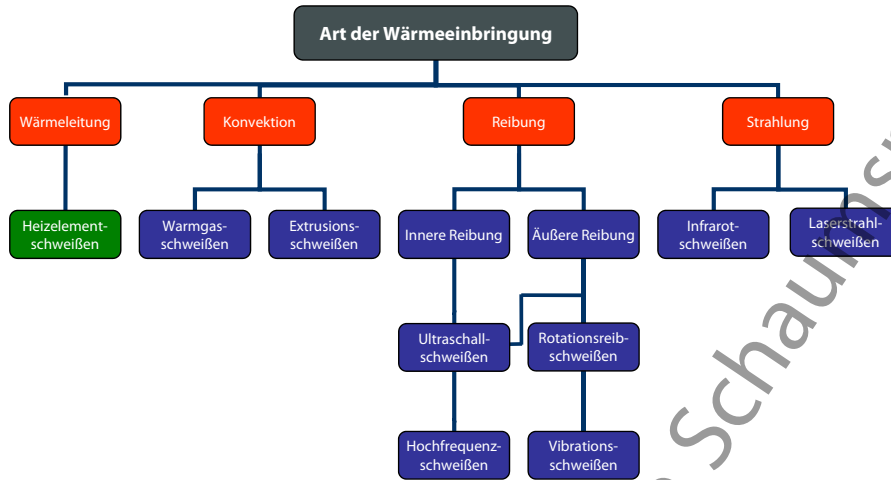 Art der Wärmeeinbringung
Wärmeleitung
Konvektion
Reibung
Strahlung
Heizelement-
schweißen
Warmgas-
schweißen
Extrusions-
schweißen
Innere Reibung
Äußere Reibung
Infrarot-
schweißen
Laserstrahl-
schweißen
Ultraschall-
schweißen
Rotationsreib-
schweißen
Hochfrequenz-
schweißen
Vibrations-
schweißen